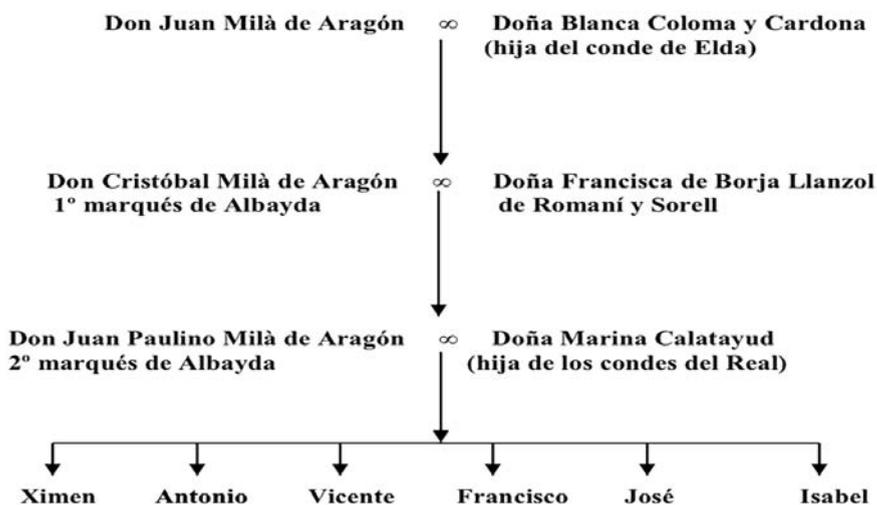 Don Juan Milà de Aragón ∞ Doña Blanca Coloma y Cardona
(hija del conde de Elda)
Don Cristóbal Milà de Aragón ∞ Doña Francisca de Borja Llanzol
1º marqués de Albayda de Romaní y Sorell
Don Juan Paulino Milà de Aragón ∞ Doña Marina Calatayud
2º marqués de Albayda (hija de los condes del Real)
Ximen Antonio Vicente Francisco José Isabel